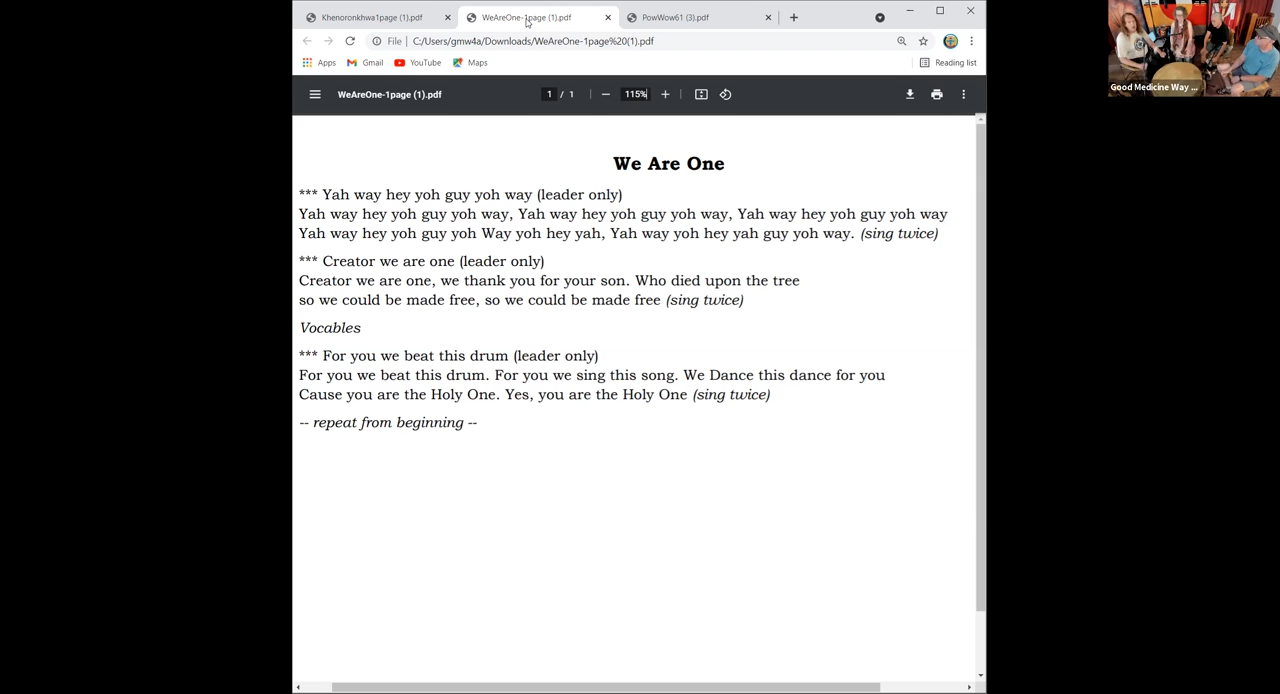 Khenoronkhwa1page (1).pdf
WeAreOne-1page (1).pdf
PowWow61 (3).pdf
File
C:/Users/gmw4a/Downloads/WeAreOne-1page%20(1).pdf
Apps
Gmail
YouTube
Maps
Reading list
WeAreOne-1page (1).pdf
1 / 1
115%
Good Medicine Way ...
We Are One
*** Yah way hey yoh guy yoh way (leader only)
Yah way hey yoh guy yoh way, Yah way hey yoh guy yoh way, Yah way hey yoh guy yoh way
Yah way hey yoh guy yoh Way yoh hey yah, Yah way yoh hey yah guy yoh way. (sing twice)
*** Creator we are one (leader only)
Creator we are one, we thank you for your son. Who died upon the tree
so we could be made free, so we could be made free (sing twice)
Vocables
*** For you we beat this drum (leader only)
For you we beat this drum. For you we sing this song. We Dance this dance for you
Cause you are the Holy One. Yes, you are the Holy One (sing twice)
-- repeat from beginning --